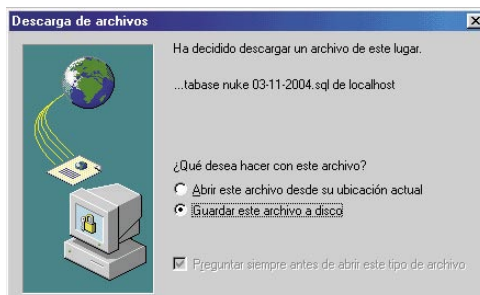 Descarga de archivos
Ha decidido descargar un archivo de este lugar.
...tabase nuke 03-11-2004.sql de localhost
¿Qué desea hacer con este archivo?
Abrir este archivo desde su ubicación actual
Guardar este archivo a disco
Preguntar siempre antes de abrir este tipo de archivo